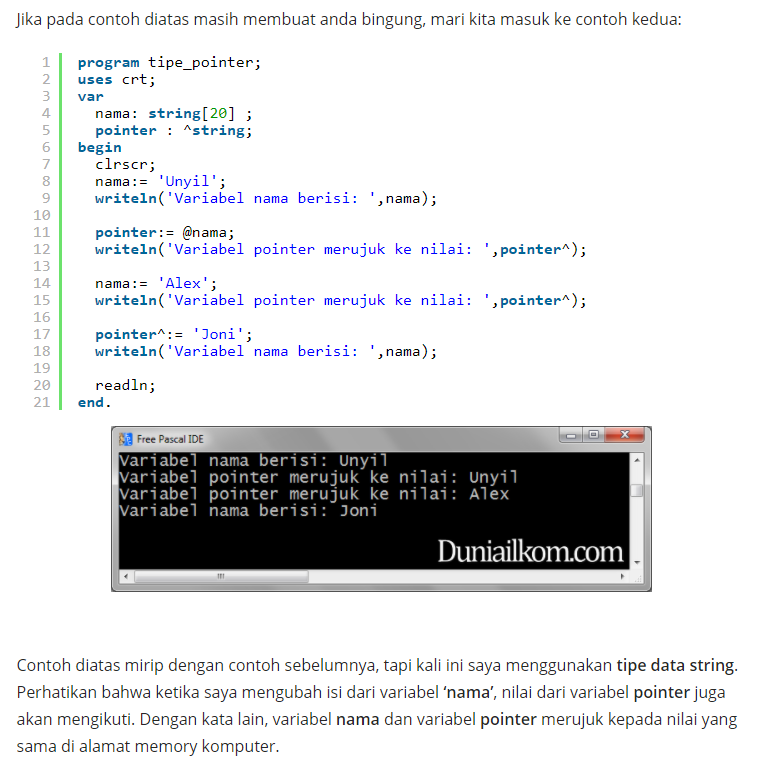 Jika pada contoh diatas masih membuat anda bingung, mari kita masuk ke contoh kedua:
1 program tipe_pointer;
2 uses crt;
3 var
4   nama: string[20] ;
5   pointer : ^string;
6 begin
7   clrscr;
8   nama:= 'Unyil';
9   writeln('Variabel nama berisi: ',nama);
10
11   pointer:= @nama;
12   writeln('Variabel pointer merujuk ke nilai: ',pointer^);
13
14   nama:= 'Alex';
15   writeln('Variabel pointer merujuk ke nilai: ',pointer^);
16
17   pointer^:= 'Joni';
18   writeln('Variabel nama berisi: ',nama);
19
20   readln;
21 end.
Free Pascal IDE
Variabel nama berisi: Unyil
Variabel pointer merujuk ke nilai: Unyil
Variabel pointer merujuk ke nilai: Alex
Variabel nama berisi: Joni
Duniailkom.com
Contoh diatas mirip dengan contoh sebelumnya, tapi kali ini saya menggunakan tipe data string.
Perhatikan bahwa ketika saya mengubah isi dari variabel ‘nama’, nilai dari variabel pointer juga
akan mengikuti. Dengan kata lain, variabel nama dan variabel pointer merujuk kepada nilai yang
sama di alamat memory komputer.